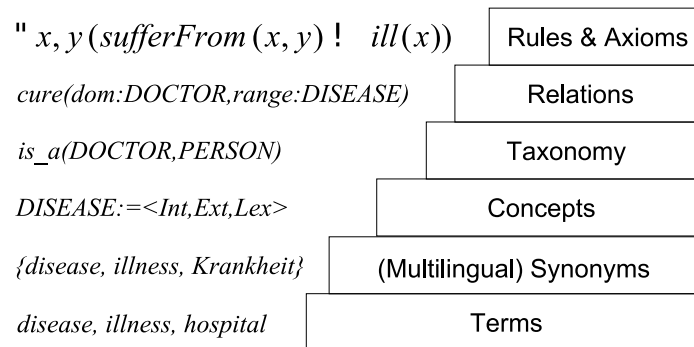 " x, y (sufferFrom (x, y) ! ill(x)) Rules & Axioms
cure(dom:DOCTOR,range:DISEASE) Relations
is_a(DOCTOR,PERSON) Taxonomy
DISEASE:=<Int,Ext,Lex> Concepts
{disease, illness, Krankheit} (Multilingual) Synonyms
disease, illness, hospital Terms